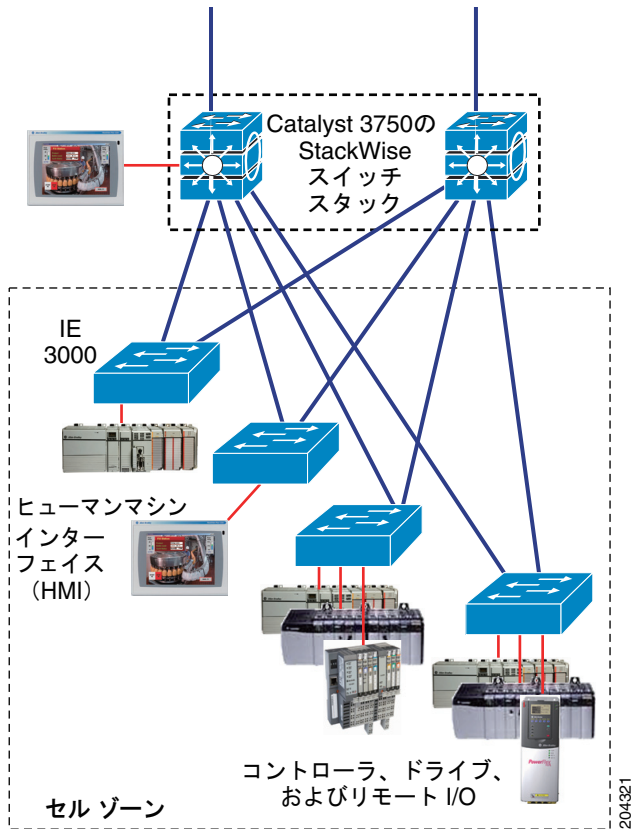 Catalyst 3750の
StackWise
スイッチ
スタック
IE
3000
ヒューマンマシン
インター
フェイス
（HMI）
コントローラ、ドライブ、
およびリモート I/O
セル ゾーン
PowerFlex
204321